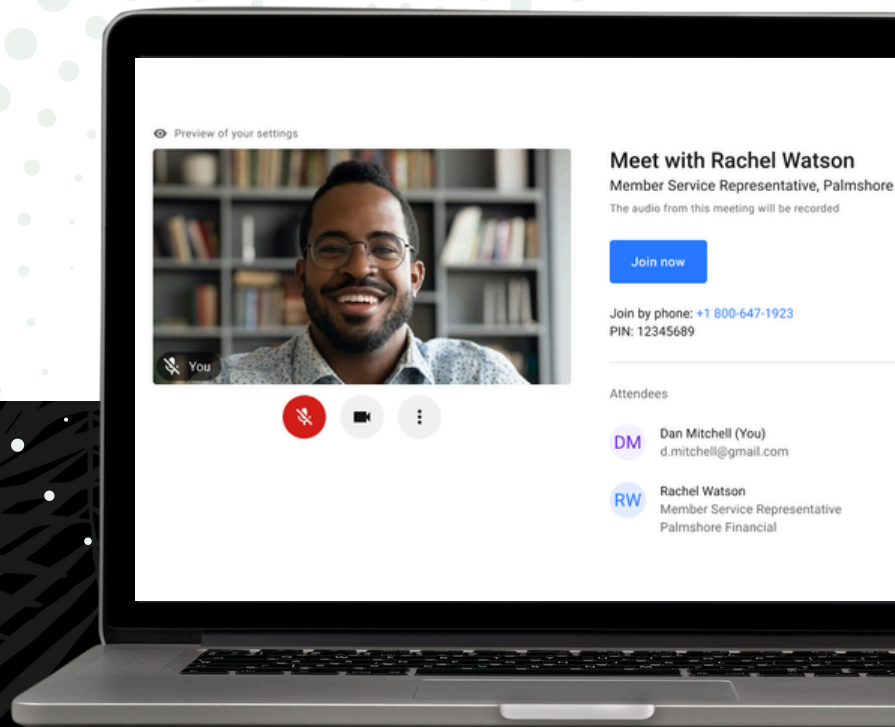 Preview of your settings
You
Meet with Rachel Watson
Member Service Representative, Palmshore
The audio from this meeting will be recorded
Join now
Join by phone: +1 800-647-1923
PIN: 12345689
Attendees
DM
Dan Mitchell (You)
d.mitchell@gmail.com
RW
Rachel Watson
Member Service Representative
Palmshore Financial